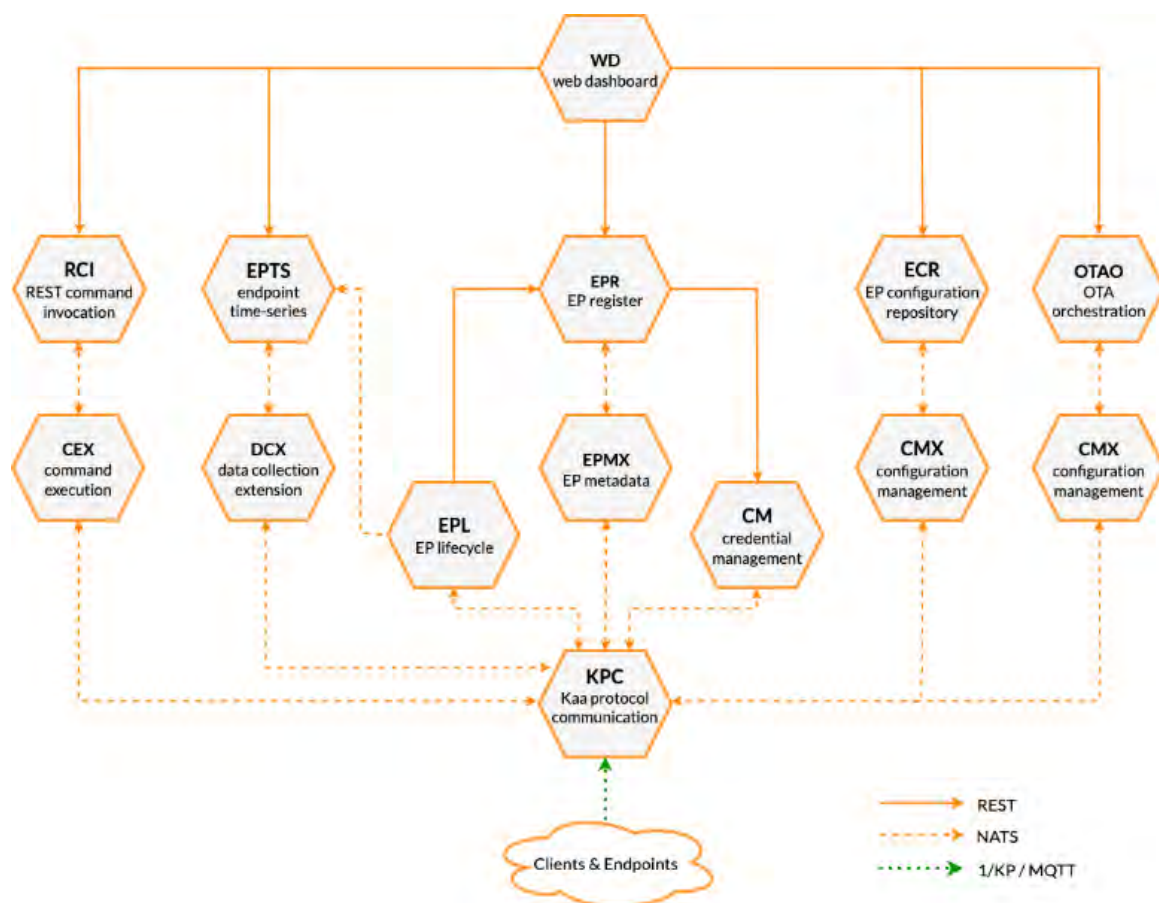 WD
web dashboard
RCI
REST command
invocation
EPTS
endpoint
time-series
EPR
EP register
ECR
EP configuration
repository
OTAO
OTA
orchestration
CEX
command
execution
DCX
data collection
extension
EPL
EP lifecycle
EPMX
EP metadata
CM
credential
management
CMX
configuration
management
CMX
configuration
management
KPC
Kaa protocol
communication
Clients & Endpoints
REST
NATS
1/KP / MQTT